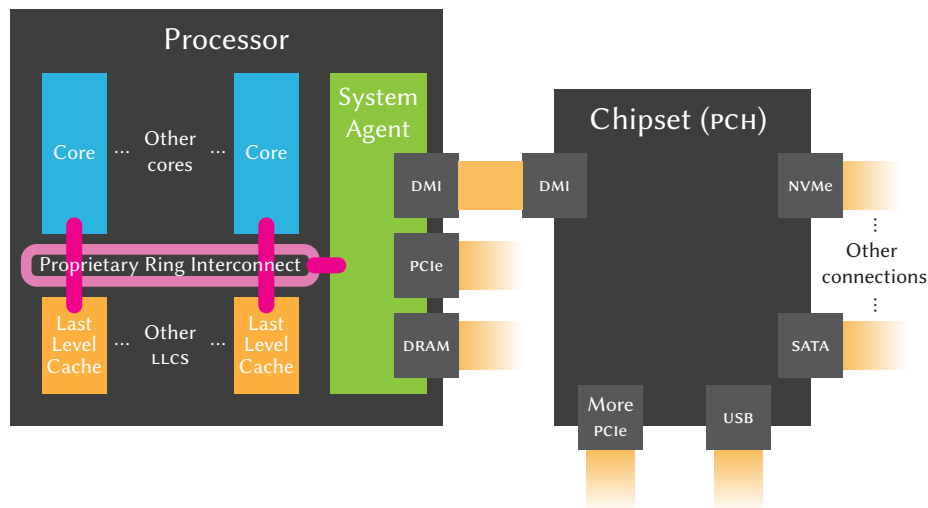 Processor
System
Agent
Core
... Other ...
cores
Core
Proprietary Ring Interconnect
Last
Level
Cache
... Other ...
LLCS
Last
Level
Cache
DMI
PCIe
DRAM
DMI
Chipset (PCH)
NVMe
...
Other
connections
...
SATA
More
PCIe
USB